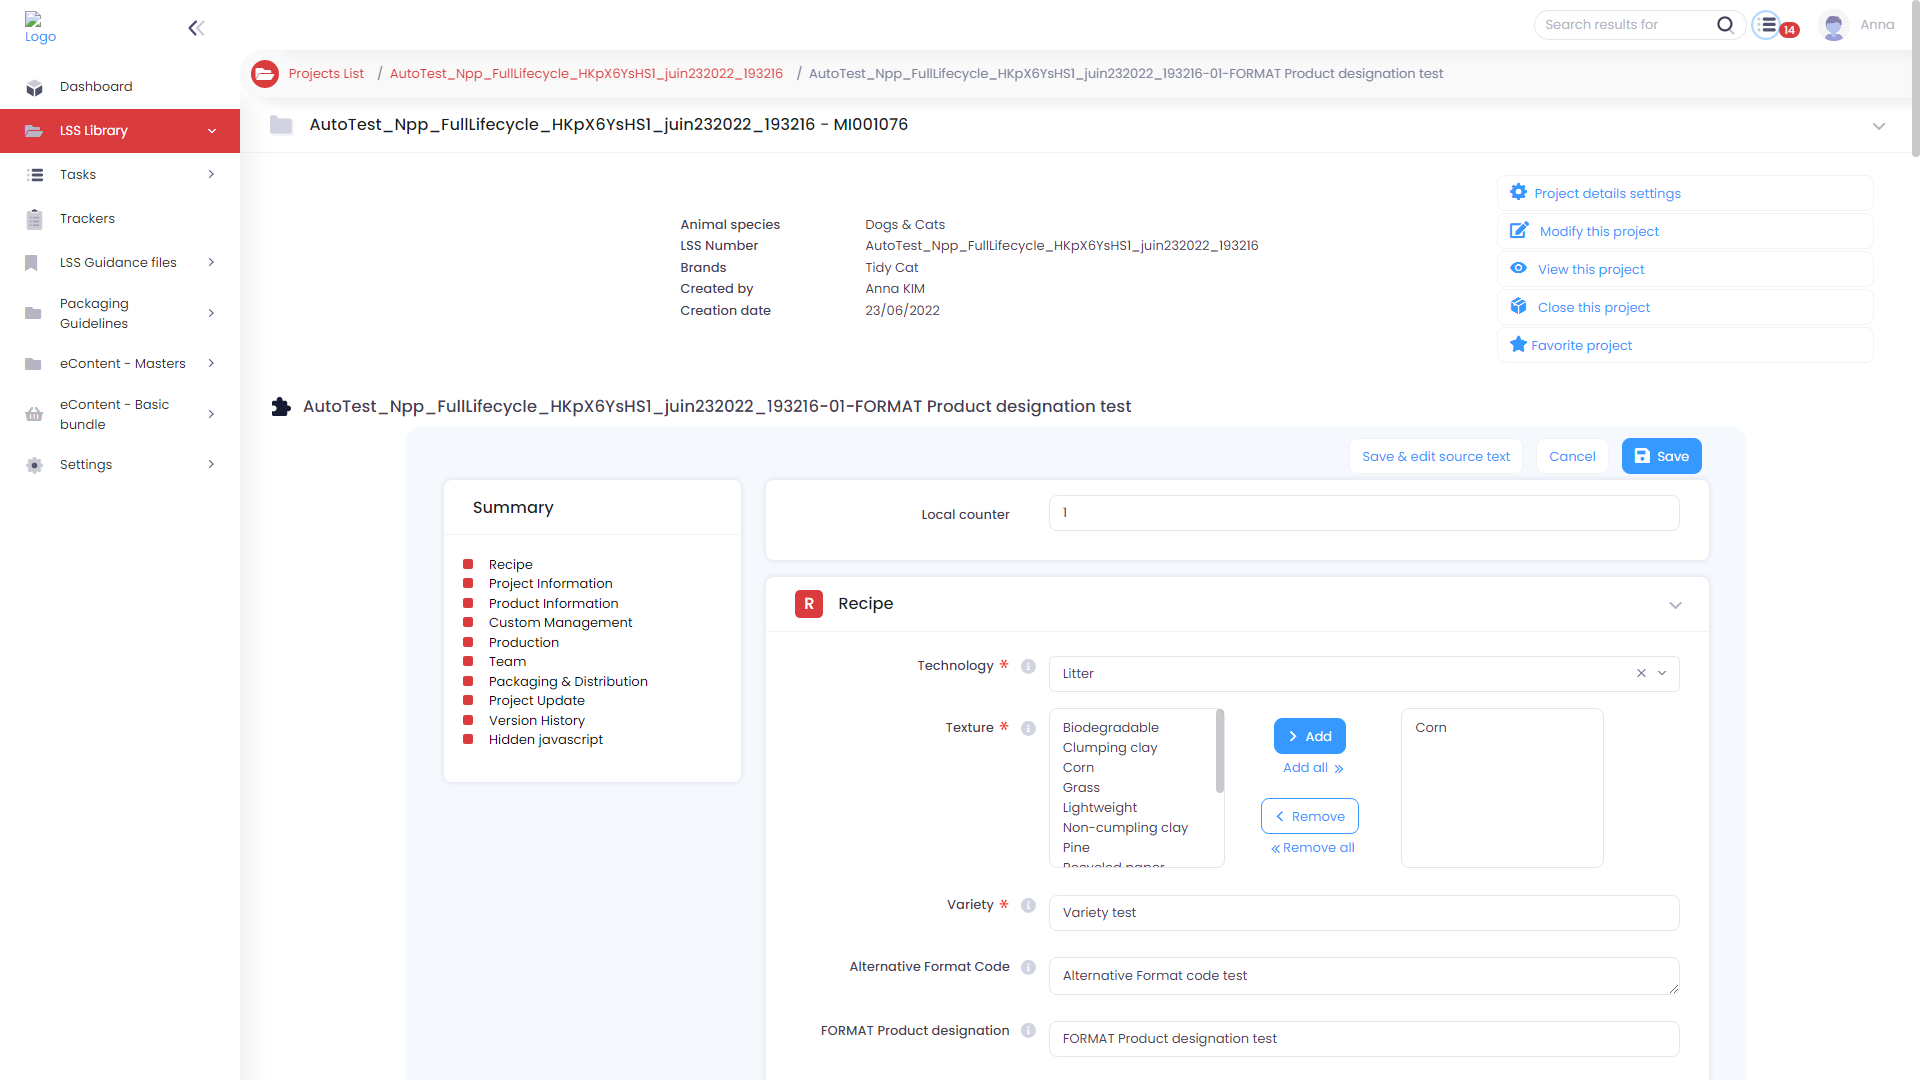 Logo
Search results for
14
Anna
Dashboard
LSS Library
Tasks
Trackers
LSS Guidance files
Packaging
Guidelines
eContent - Masters
eContent - Basic
bundle
Settings
Projects List / AutoTest_Npp_FullLifecycle_HKpX6YsHS1_juin232022_193216 / AutoTest_Npp_FullLifecycle_HKpX6YsHS1_juin232022_193216-01-FORMAT Product designation test
AutoTest_Npp_FullLifecycle_HKpX6YsHS1_juin232022_193216 - MI001076
Animal species Dogs & Cats
LSS Number AutoTest_Npp_FullLifecycle_HKpX6YsHS1_juin232022_193216
Brands Tidy Cat
Created by Anna KIM
Creation date 23/06/2022
Project details settings
Modify this project
View this project
Close this project
Favorite project
AutoTest_Npp_FullLifecycle_HKpX6YsHS1_juin232022_193216-01-FORMAT Product designation test
Save & edit source text
Cancel
Save
Summary
Recipe
Project Information
Product Information
Custom Management
Production
Team
Packaging & Distribution
Project Update
Version History
Hidden javascript
Local counter 1
R Recipe
Technology * Litter
Texture *
Biodegradable
Clumping clay
Corn
Grass
Lightweight
Non-cumpling clay
Pine
Recycled paper
Add
Add all
Remove
Remove all
Corn
Variety * Variety test
Alternative Format Code Alternative Format code test
FORMAT Product designation FORMAT Product designation test